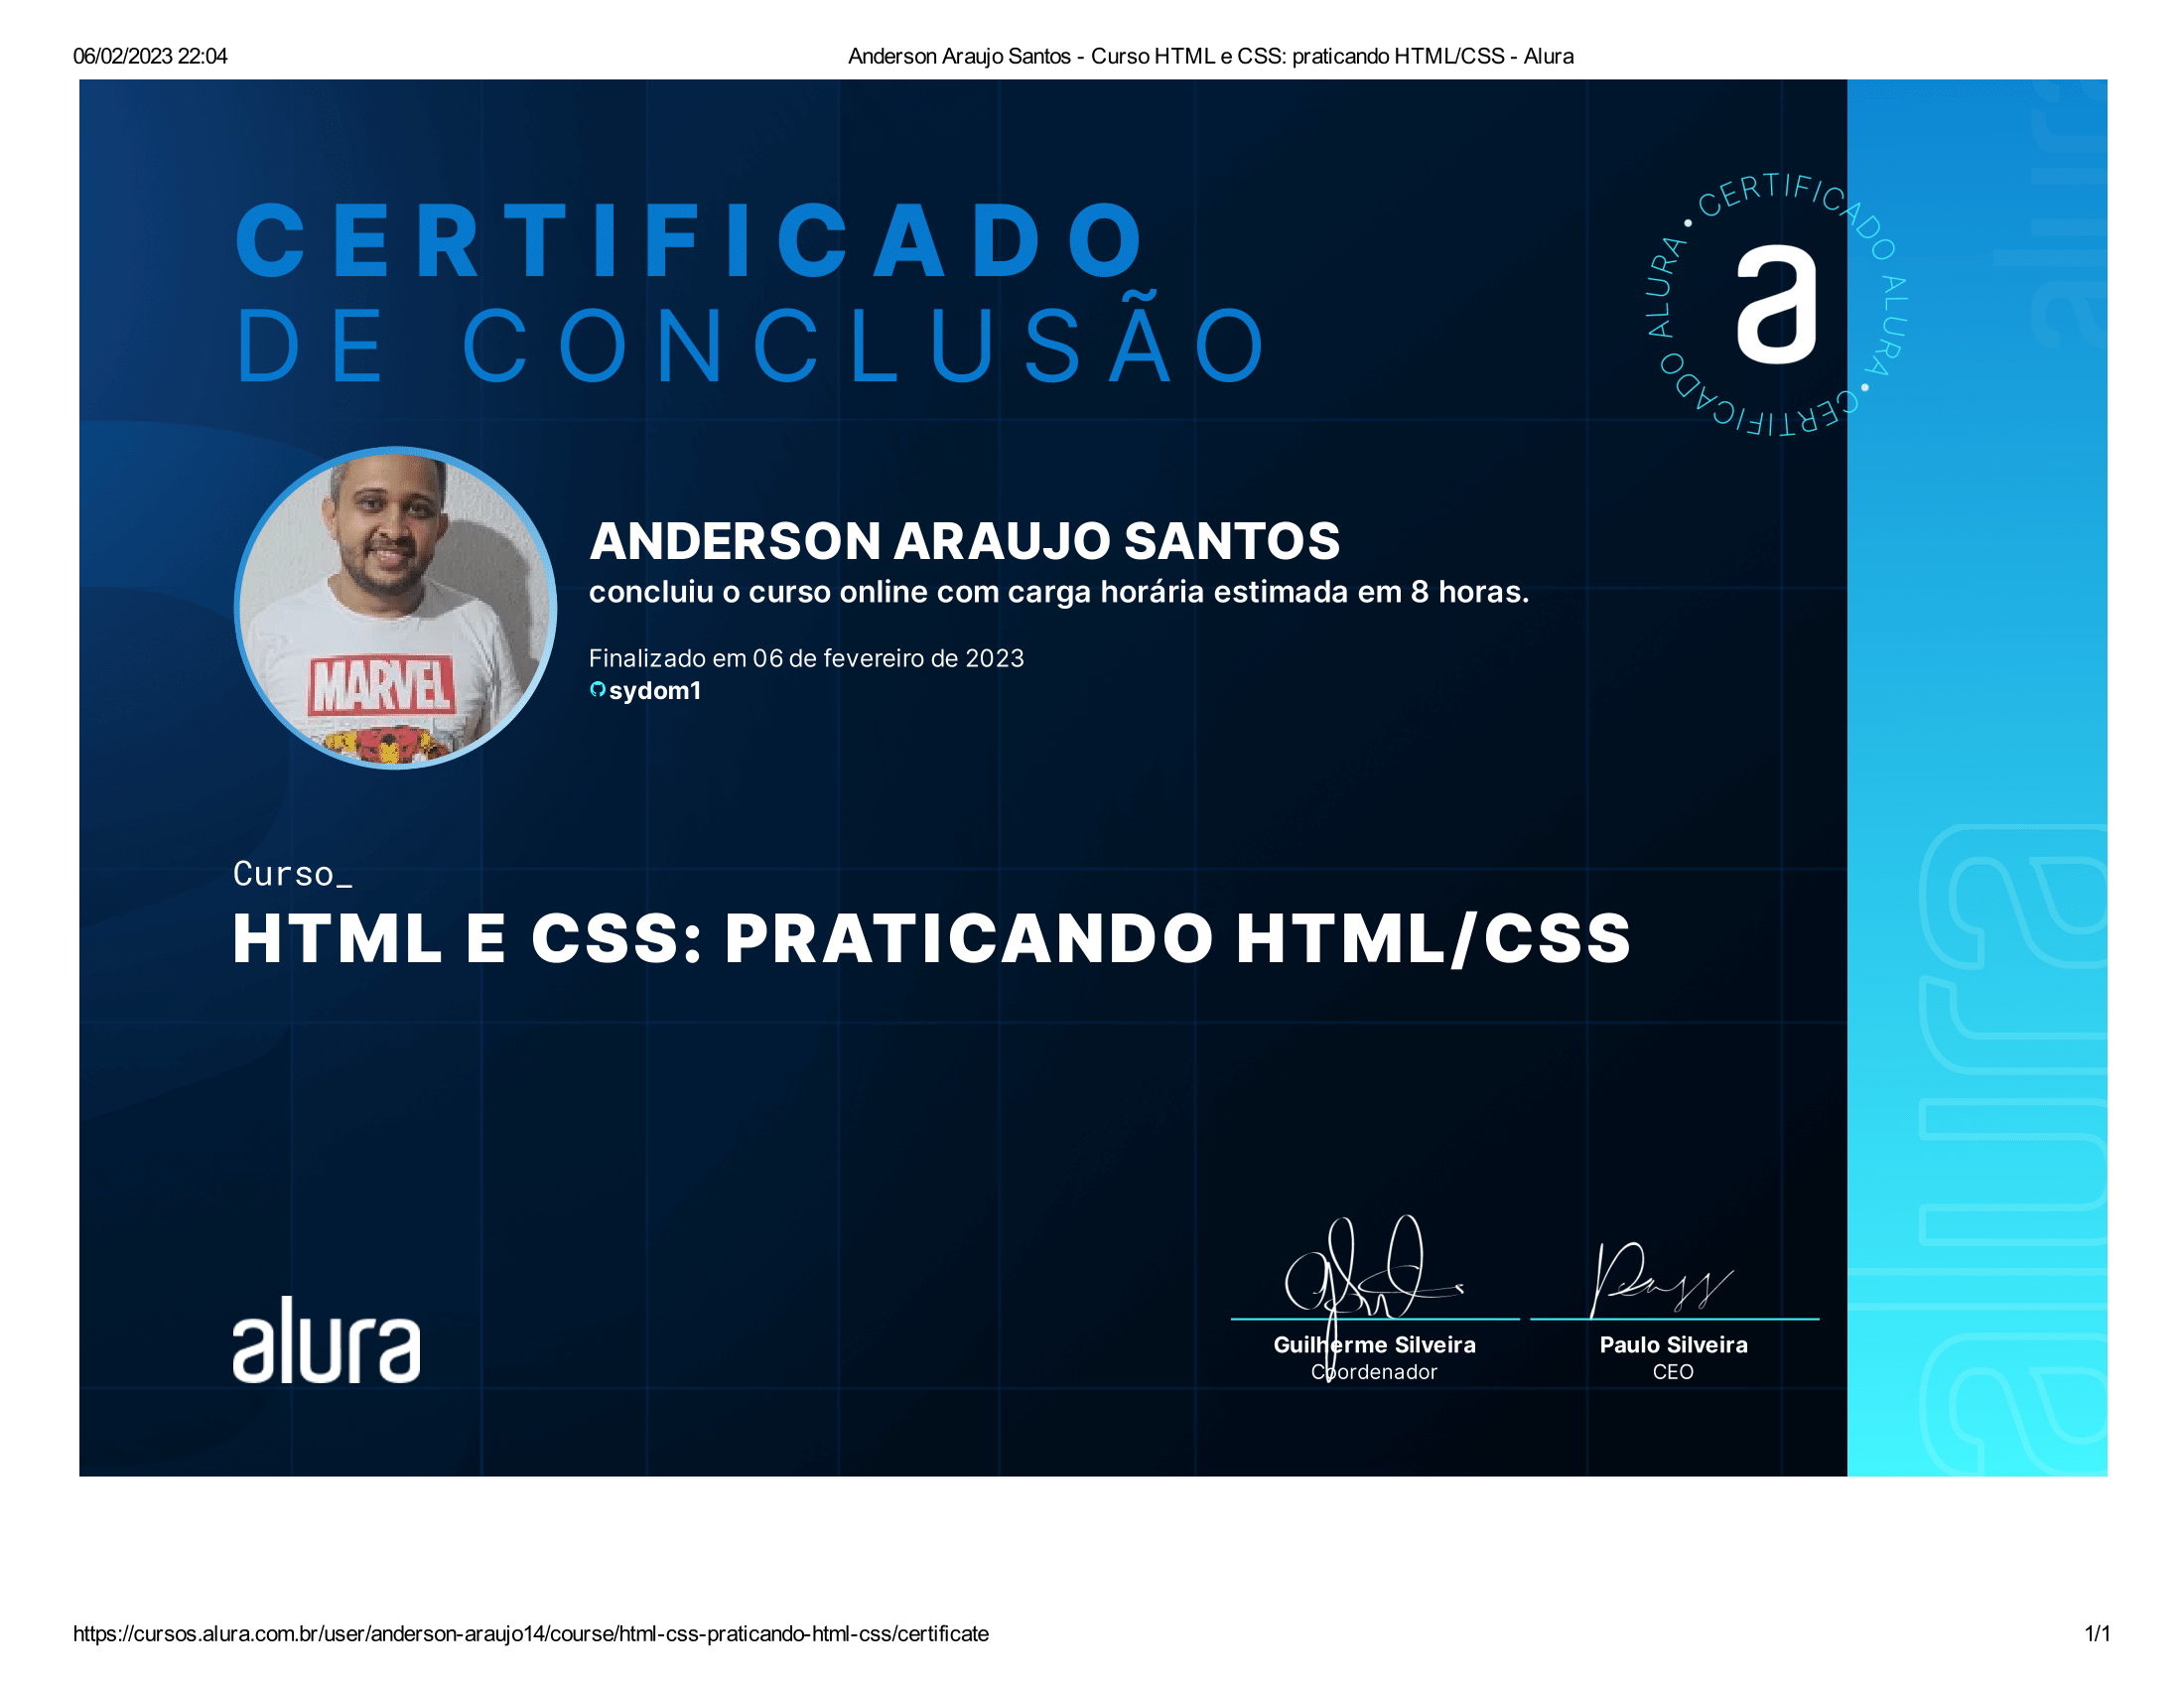 06/02/2023 22:04
Anderson Araujo Santos - Curso HTML e CSS: praticando HTML/CSS - Alura
CERTIFICADO
DE CONCLUSÃO
CERTIFICADO ALURA • CERTIFICADO ALURA •
a
ANDERSON ARAUJO SANTOS
concluiu o curso online com carga horária estimada em 8 horas.
Finalizado em 06 de fevereiro de 2023
sydom1
MARVEL
Curso_
HTML E CSS: PRATICANDO HTML/CSS
alura
Guilherme Silveira
Coordenador
Paulo Silveira
CEO
alura
alura
https://cursos.alura.com.br/user/anderson-araujo14/course/html-css-praticando-html-css/certificate
1/1